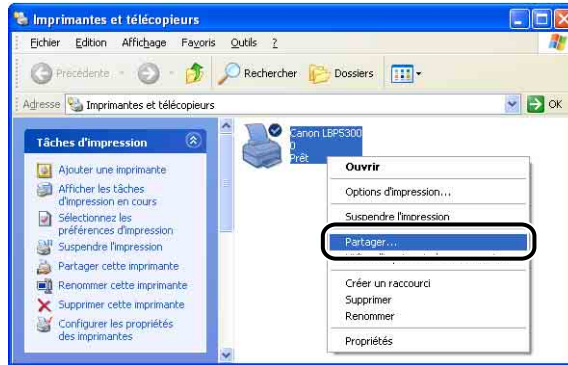 Imprimantes et télécopieurs
Fichier Edition Affichage Favoris Outils ?
Précédente Rechercher Dossiers
Adresse Imprimantes et télécopieurs OK
Tâches d'impression
Ajouter une imprimante
Afficher les tâches
d'impression en cours
Sélectionnez les
préférences d'impression
Suspendre l'impression
Partager cette imprimante
Renommer cette imprimante
Supprimer cette imprimante
Configurer les propriétés
des imprimantes
Canon LBP5300
0
Prêt
Ouvrir
Options d'impression...
Suspendre l'impression
Partager...
Créer un raccourci
Supprimer
Renommer
Propriétés